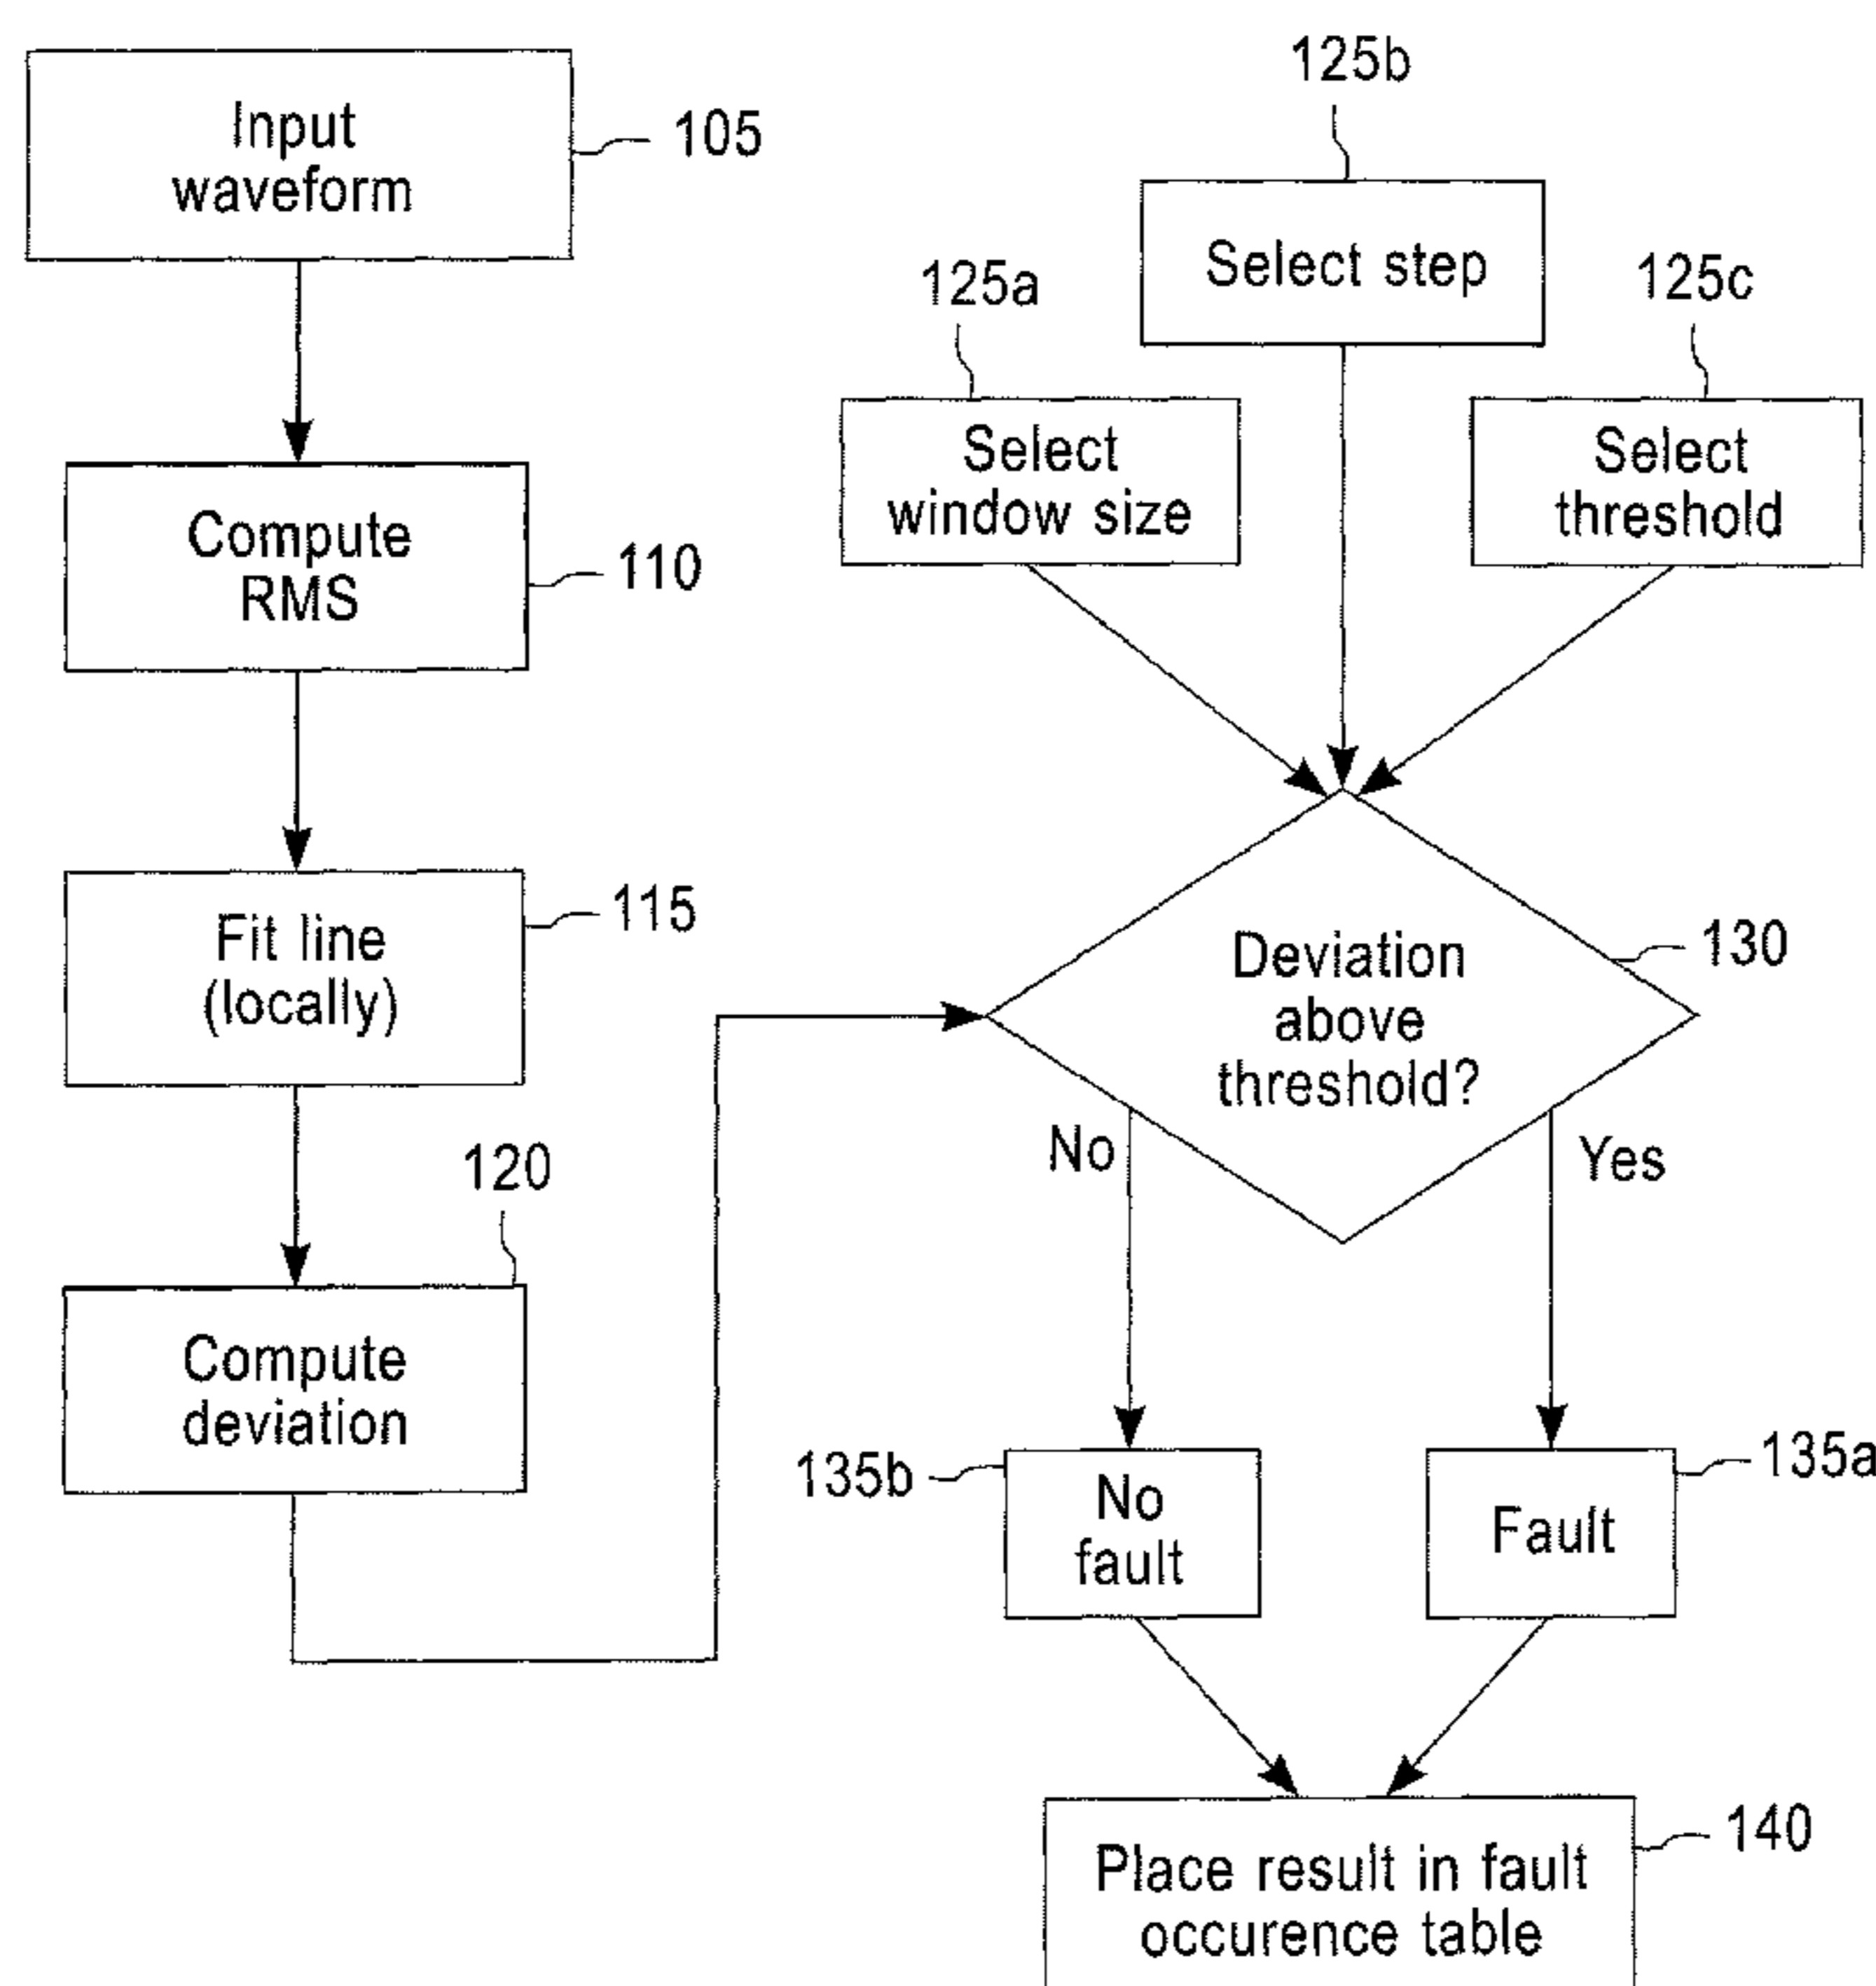 Input
waveform
105
Compute
RMS
110
Fit line
(locally)
115
120
Compute
deviation
125b
Select step
125a
Select
window size
125c
Select
threshold
Deviation
above
threshold?
130
No
Yes
135b
No
fault
135a
Fault
140
Place result in fault
occurence table